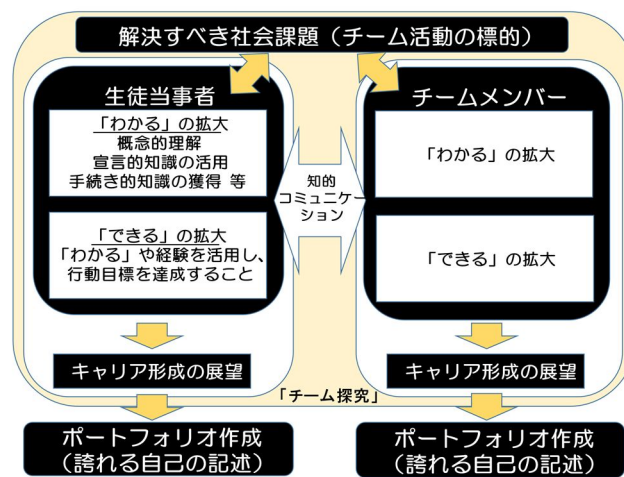 解決すべき社会課題（チーム活動の標的）
生徒当事者
「わかる」の拡大
概念的理解
宣言的知識の活用
手続き的知識の獲得 等
「できる」の拡大
「わかる」や経験を活用し、
行動目標を達成すること
知的
コミュニケー
ション
チームメンバー
「わかる」の拡大
「できる」の拡大
キャリア形成の展望
キャリア形成の展望
「チーム探究」
ポートフォリオ作成
（誇れる自己の記述）
ポートフォリオ作成
（誇れる自己の記述）